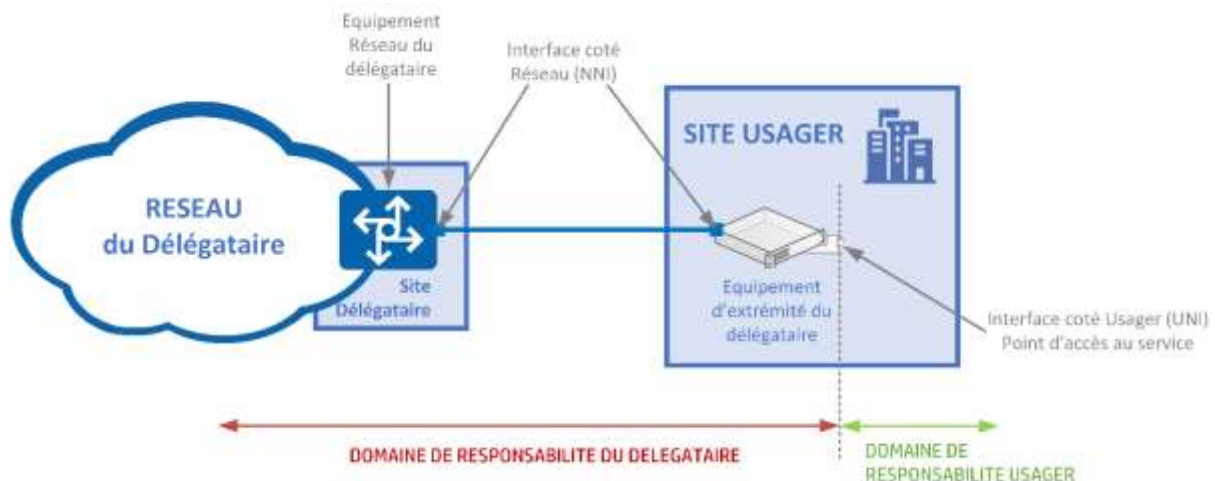 Equipement
Réseau du
délégataire
Interface coté
Réseau (NNI)
SITE USAGER
RESEAU
du Délégataire
Site
Délégataire
Equipement
d'extrémité du
délégataire
Interface coté Usager (UNI)
Point d'accès au service
DOMAINE DE RESPONSABILITE DU DELEGATAIRE
DOMAINE DE
RESPONSABILITE USAGER